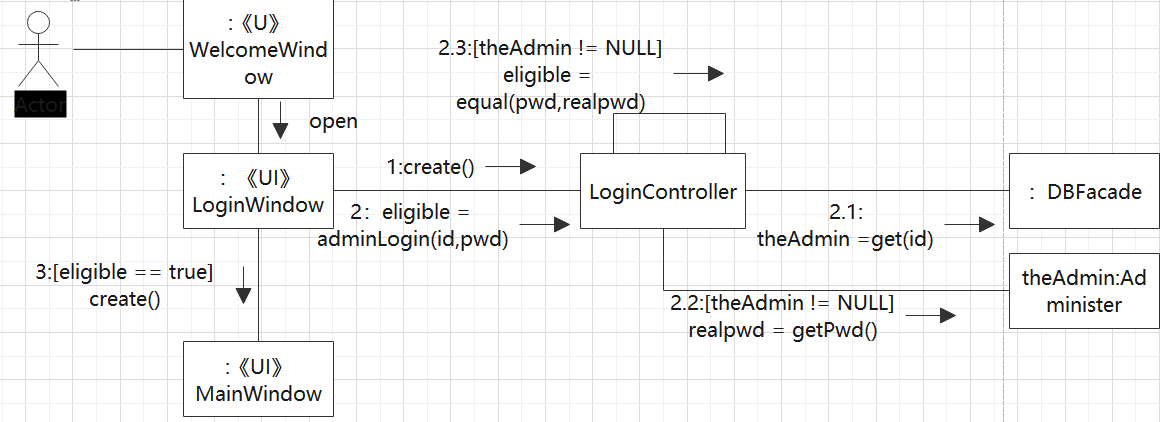 :《U》
WelcomeWind
ow
Actor
open
2.3:[theAdmin != NULL]
eligible =
equal(pwd,realpwd)
: 《UI》
LoginWindow
1:create()
2: eligible =
adminLogin(id,pwd)
LoginController
2.1:
theAdmin =get(id)
: DBFacade
theAdmin:Ad
minister
2.2:[theAdmin != NULL]
realpwd = getPwd()
3:[eligible == true]
create()
:《UI》
MainWindow